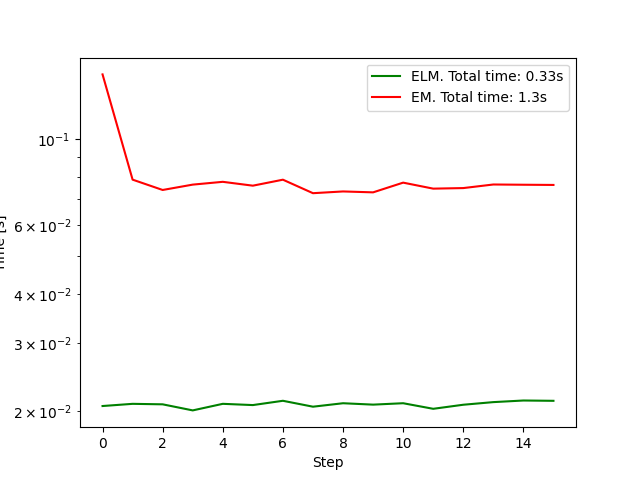 ELM. Total time: 0.33s
EM. Total time: 1.3s
10⁻¹
6 × 10⁻²
4 × 10⁻²
3 × 10⁻²
2 × 10⁻²
Time [s]
0 2 4 6 8 10 12 14
Step